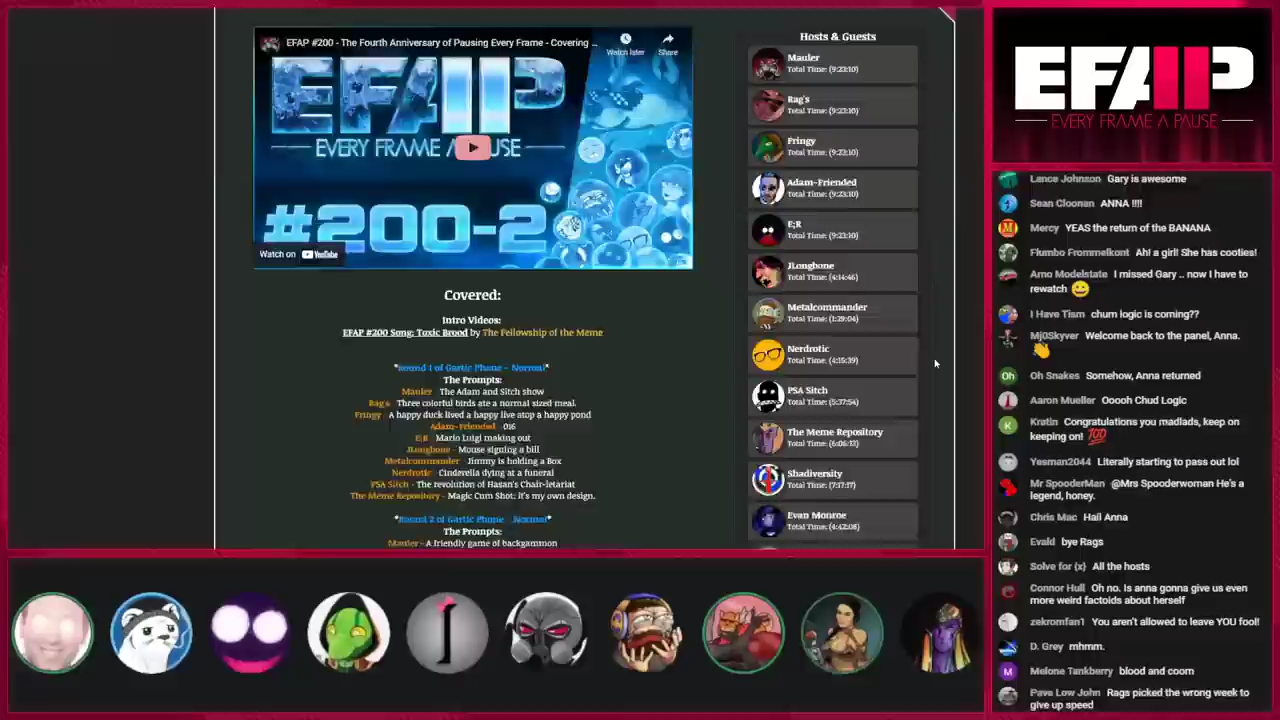 EFAP #200 - The Fourth Anniversary of Pausing Every Frame - Covering ...
Watch later
Share
EFAP
EVERY FRAME A PAUSE
#200-2
Watch on YouTube
Covered:
Intro Videos:
EFAP #200 Song: Toxic Brood by The Fellowship of the Meme
*Round 1 of Gartic Phone - Normal*
The Prompts:
Mauler - The Adam and Sitch show
Rag's - Three colorful birds ate a normal sized meal.
Fringy - A happy duck lived a happy live atop a happy pond
Adam-Friended - 016
E;R - Mario Luigi making out
JLongbone - Mouse signing a bill
Metalcommander - Jimmy is holding a Box
Nerdrotic - Cinderella dying at a funeral
PSA Sitch - The revolution of Hasan's Chair-letariat
The Meme Repository - Magic Cum Shot: it's my own design.
*Round 2 of Gartic Phone - Normal*
The Prompts:
Mauler - A friendly game of backgammon
Hosts & Guests
Mauler
Total Time: (9:23:10)
Rag's
Total Time: (9:23:10)
Fringy
Total Time: (9:23:10)
Adam-Friended
Total Time: (9:23:10)
E;R
Total Time: (9:23:10)
JLongbone
Total Time: (4:14:46)
Metalcommander
Total Time: (1:29:04)
Nerdrotic
Total Time: (4:15:39)
PSA Sitch
Total Time: (5:37:54)
The Meme Repository
Total Time: (6:06:13)
Shadiversity
Total Time: (7:17:17)
Evan Monroe
Total Time: (4:42:08)
EFAP
EVERY FRAME A PAUSE
Lance Johnson Gary is awesome
Sean Cloonan ANNA !!!!
Mercy YEAS the return of the BANANA
Flumbo Frommelkont Ah! a girl! She has cooties!
Arno Modelstate I missed Gary .. now I have to
rewatch 😀
I Have Tism chum logic is coming??
Mj0Skyver Welcome back to the panel, Anna.
👏
Oh Snakes Somehow, Anna returned
Aaron Mueller Ooooh Chud Logic
Kratin Congratulations you madlads, keep on
keeping on! 💯
Yesman2044 Literally starting to pass out lol
Mr SpooderMan @Mrs Spooderwoman He's a
legend, honey.
Chris Mac Hail Anna
Evald bye Rags
Solve for {x} All the hosts
Connor Hull Oh no. Is anna gonna give us even
more weird factoids about herself
zekromfan1 You aren't allowed to leave YOU fool!
D. Grey mhmm.
Melone Tankberry blood and coom
Pave Low John Rags picked the wrong week to
give up speed